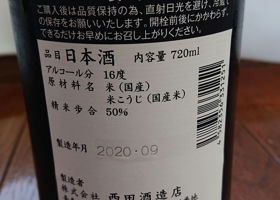 ご購入後は品質保持の為、直射日光を避け、冷蔵で
の保存をお願い致します。開栓前後にかかわらず、
できるだけお早めにお召し上がりください。
品目 日本酒 内容量 720ml
アルコール分 16度
原材料名 米(国産)
米こうじ(国産米)
精米歩合 50%
製造年月 2020-09
製造者
株式会社 西田酒造店